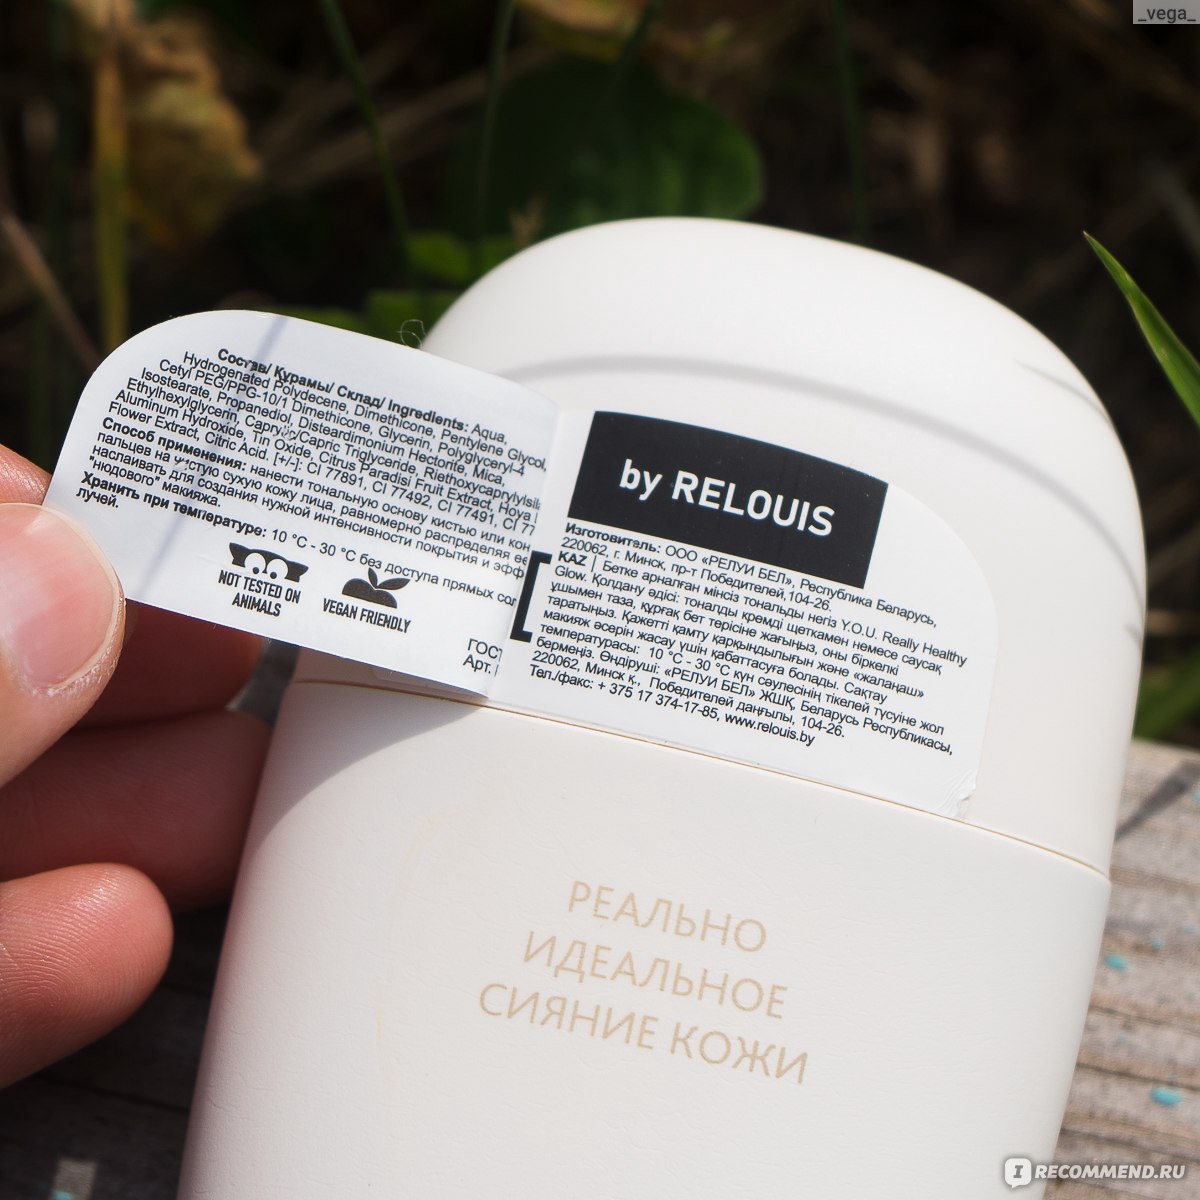 _vega_
Состав/ Құрамы/ Склад/ Ingredients: Aqua,
Hydrogenated Polydecene, Dimethicone, Pentylene Glycol,
Cetyl PEG/PPG-10/1 Dimethicone, Glycerin, Polyglyceryl-4
Isostearate, Propanediol, Disteardimonium Hectorite, Mica,
Ethylhexylglycerin, Caprylic/Capric Triglyceride,
Aluminum Hydroxide, Tin Oxide, Citrus Paradisi Fruit Extract, Hoya
Flower Extract, Citric Acid. [+/-]: CI 77891, CI 77492, CI 77491, CI 77
Способ применения: нанести тональную основу кистью или
пальцев на чистую сухую кожу лица, равномерно распределяя ее
наслаивать для создания нужной интенсивности покрытия и
"нюдового" макияжа.
Хранить при температуре: 10 °C - 30 °C без доступа прямых
лучей.
NOT TESTED ON
ANIMALS
VEGAN FRIENDLY
ГОСТ
Арт.
by RELOUIS
Изготовитель: ООО «РЕЛУИ БЕЛ», Республика Беларусь,
220062, г. Минск, пр-т Победителей,104-26.
KAZ | Бетке арналған мінсіз тональды негіз Y.O.U. Really Healthy
Glow. Қолдану едісі: тоналды кремді щеткамен немесе саусақ
ұшымен таза, құрғақ бет терісіне жағыңыз, оны біркелкі
таратыңыз. Қажетті қамту қарқындылығын және «жалаңаш»
макияж әсерін жасау үшін қабаттасуға болады. Сақтау
температурасы: 10 °C - 30 °C күн сәулесінің тікелей түсуіне жол
бермеңіз. Өндіруші: «РЕЛУИ БЕЛ» ЖШҚ, Беларусь Республикасы,
220062, Минск қ., Победителей даңғылы, 104-26.
Тел./факс: + 375 17 374-17-85, www.relouis.by
РЕАЛЬНО
ИДЕАЛЬНОЕ
СИЯНИЕ КОЖИ
IRECOMMEND.RU